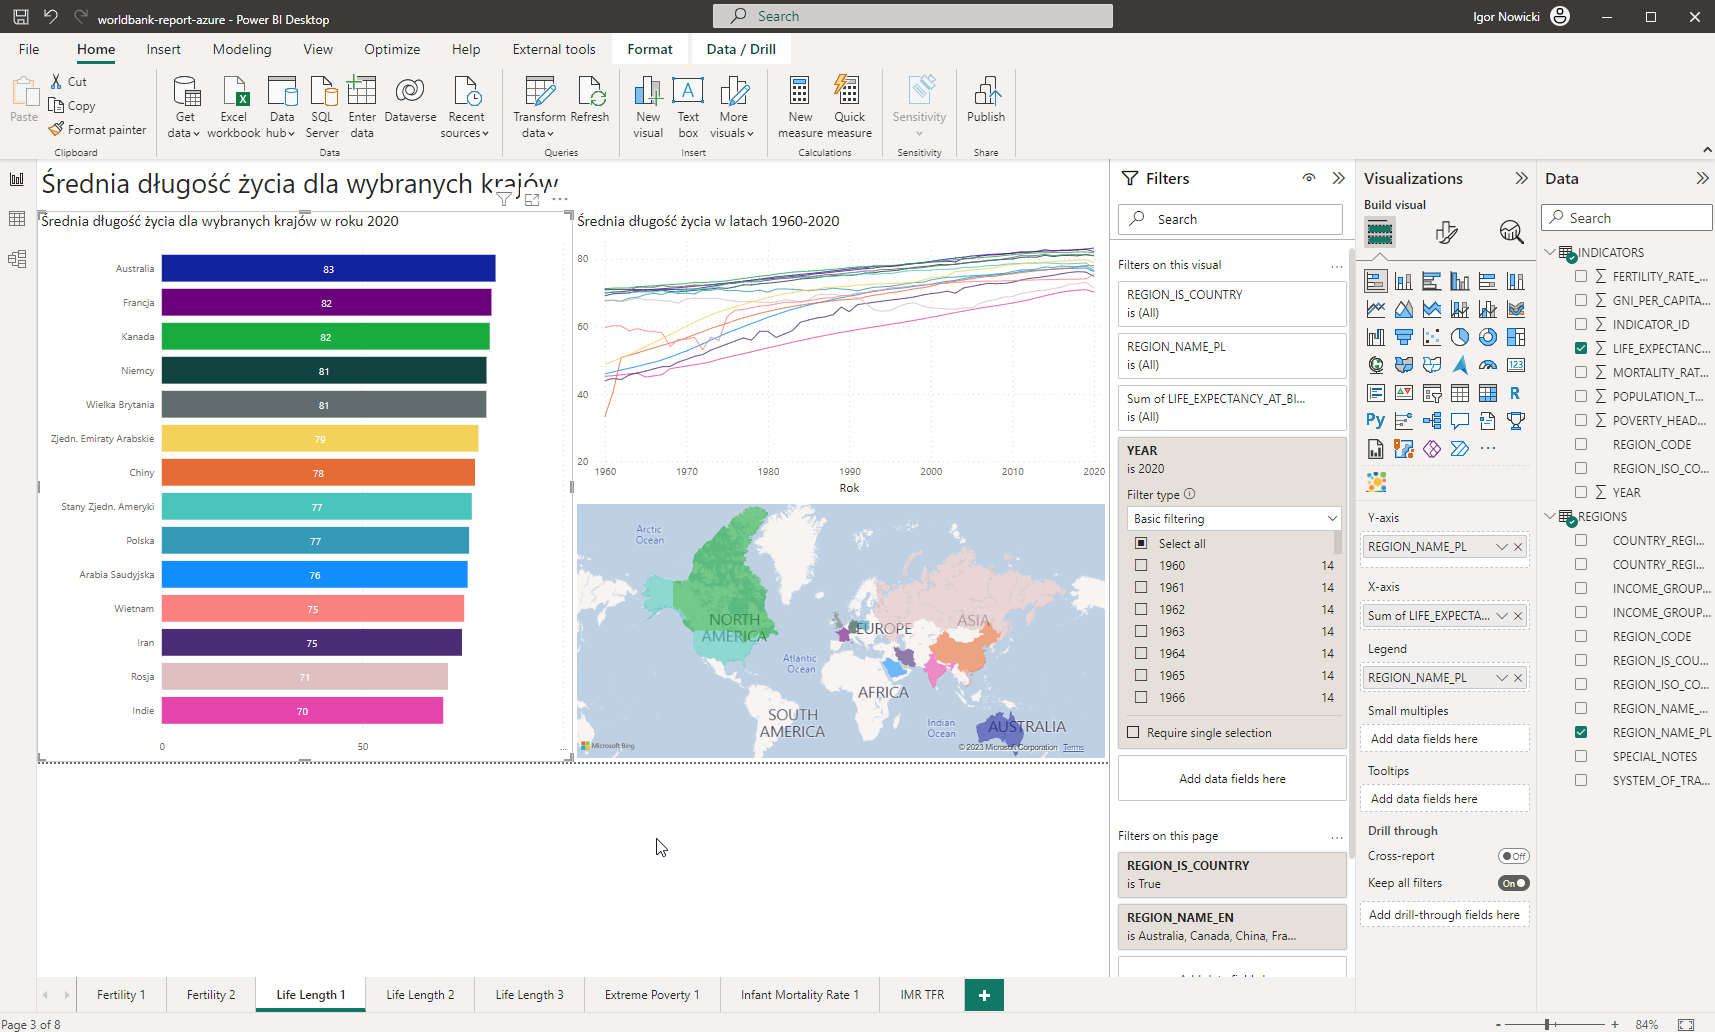 worldbank-report-azure - Power BI Desktop
Search
Igor Nowicki
File
Home
Insert
Modeling
View
Optimize
Help
External tools
Format
Data / Drill
Paste
Cut
Copy
Format painter
Clipboard
Get data
Excel workbook
Data hub
SQL Server
Enter data
Dataverse
Recent sources
Data
Transform data
Refresh
Queries
New visual
Text box
More visuals
Insert
New measure
Quick measure
Calculations
Sensitivity
Sensitivity
Publish
Share
Średnia długość życia dla wybranych krajów
Średnia długość życia dla wybranych krajów w roku 2020
Australia 83
Francja 82
Kanada 82
Niemcy 81
Wielka Brytania 81
Zjedn. Emiraty Arabskie 79
Chiny 78
Stany Zjedn. Ameryki 77
Polska 77
Arabia Saudyjska 76
Wietnam 75
Iran 75
Rosja 71
Indie 70
0 50 ...
Średnia długość życia w latach 1960-2020
80
60
40
20
1960 1970 1980 1990 2000 2010 2020
Rok
Arctic Ocean
NORTH AMERICA
EUROPE
ASIA
Atlantic Ocean
AFRICA
SOUTH AMERICA
Indian Ocean
AUSTRALIA
Microsoft Bing
© 2023 Microsoft Corporation Terms
Filters
Search
Filters on this visual
REGION_IS_COUNTRY
is (All)
REGION_NAME_PL
is (All)
Sum of LIFE_EXPECTANCY_AT_BI...
is (All)
YEAR
is 2020
Filter type
Basic filtering
Select all
1960 14
1961 14
1962 14
1963 14
1964 14
1965 14
1966 14
Require single selection
Add data fields here
Filters on this page
REGION_IS_COUNTRY
is True
REGION_NAME_EN
is Australia, Canada, China, Fra...
Visualizations
Build visual
123
R
Py
Y-axis
REGION_NAME_PL
X-axis
Sum of LIFE_EXPECTA...
Legend
REGION_NAME_PL
Small multiples
Add data fields here
Tooltips
Add data fields here
Drill through
Cross-report Off
Keep all filters On
Add drill-through fields here
Data
Search
INDICATORS
FERTILITY_RATE_...
GNI_PER_CAPITA...
INDICATOR_ID
LIFE_EXPECTANC...
MORTALITY_RAT...
POPULATION_T...
POVERTY_HEAD...
REGION_CODE
REGION_ISO_CO...
YEAR
REGIONS
COUNTRY_REGI...
COUNTRY_REGI...
INCOME_GROUP...
INCOME_GROUP...
REGION_CODE
REGION_IS_COU...
REGION_ISO_CO...
REGION_NAME_...
REGION_NAME_PL
SPECIAL_NOTES
SYSTEM_OF_TRA...
Fertility 1
Fertility 2
Life Length 1
Life Length 2
Life Length 3
Extreme Poverty 1
Infant Mortality Rate 1
IMR TFR
Page 3 of 8
84%